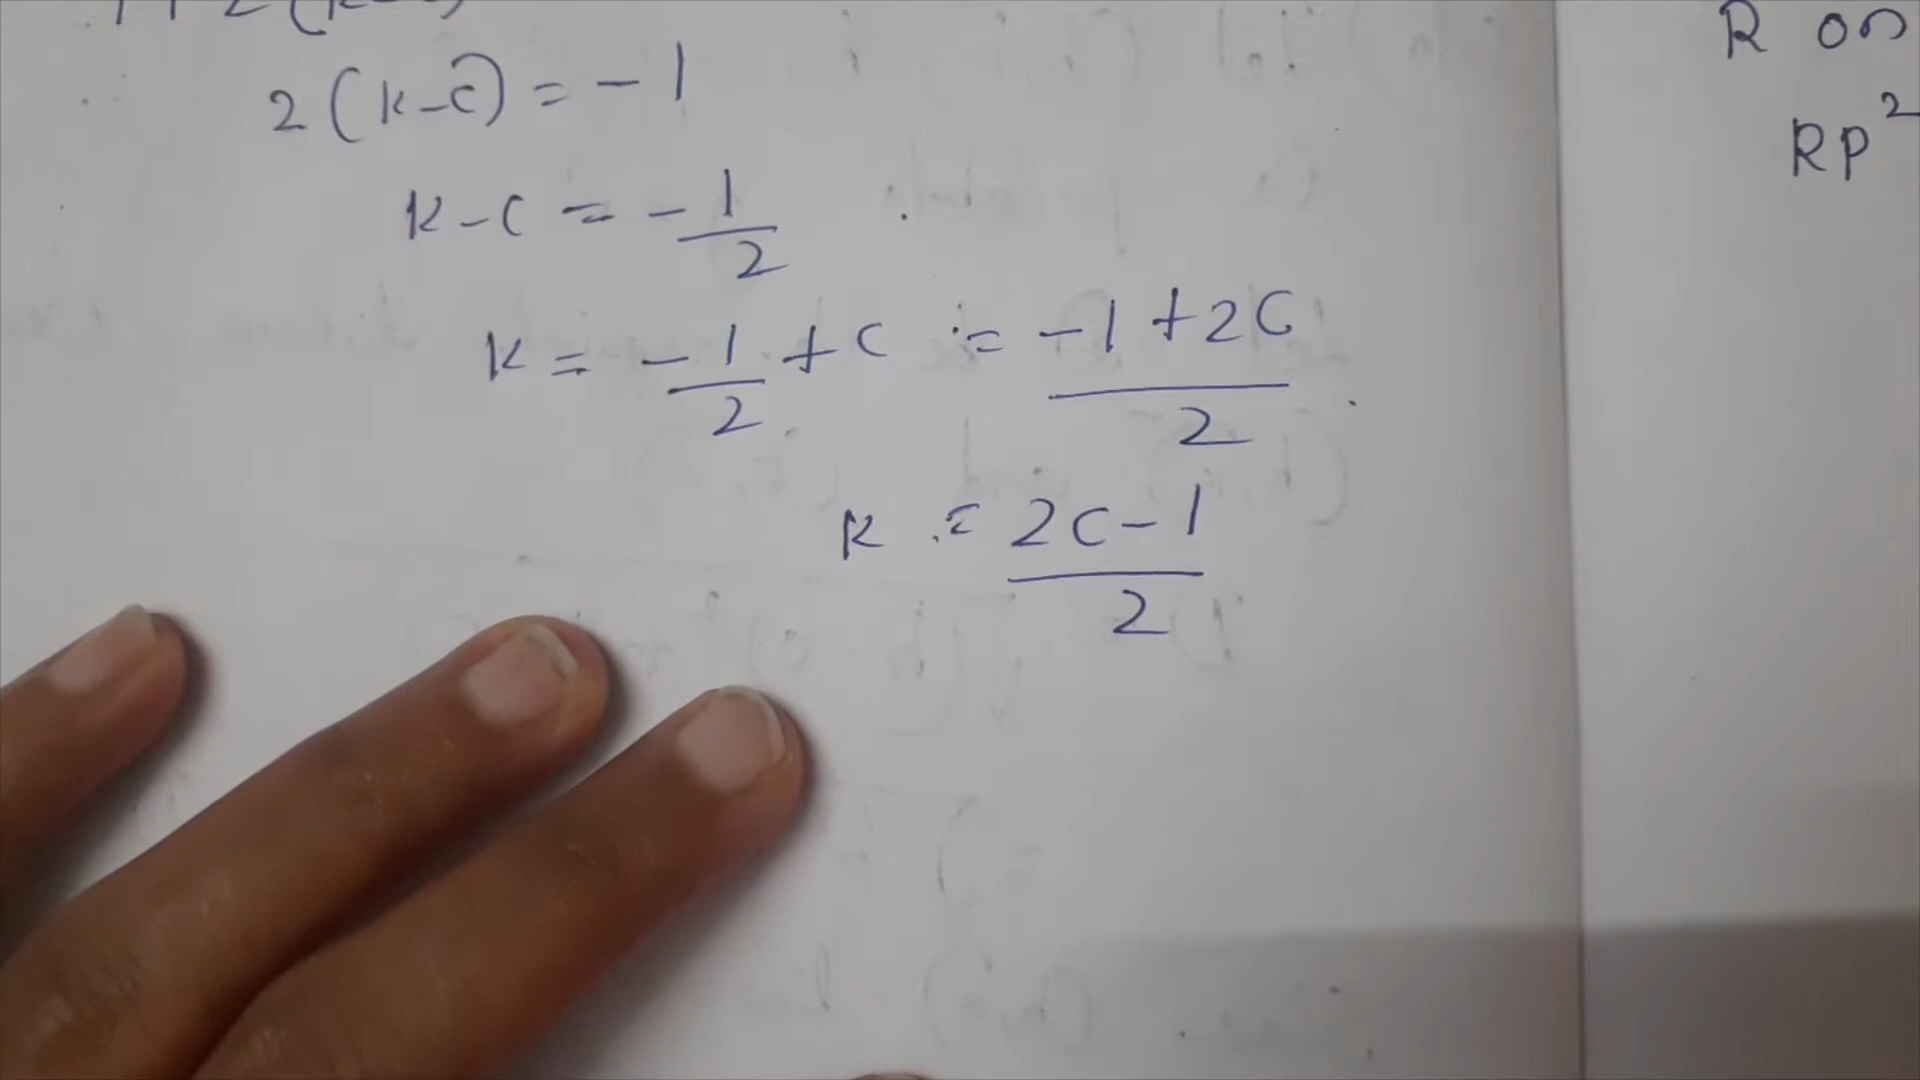 2(k-c) = -1
k-c = -1/2
k = -1/2 + c = -1+2c/2
k = 2c-1/2
R on
RP²